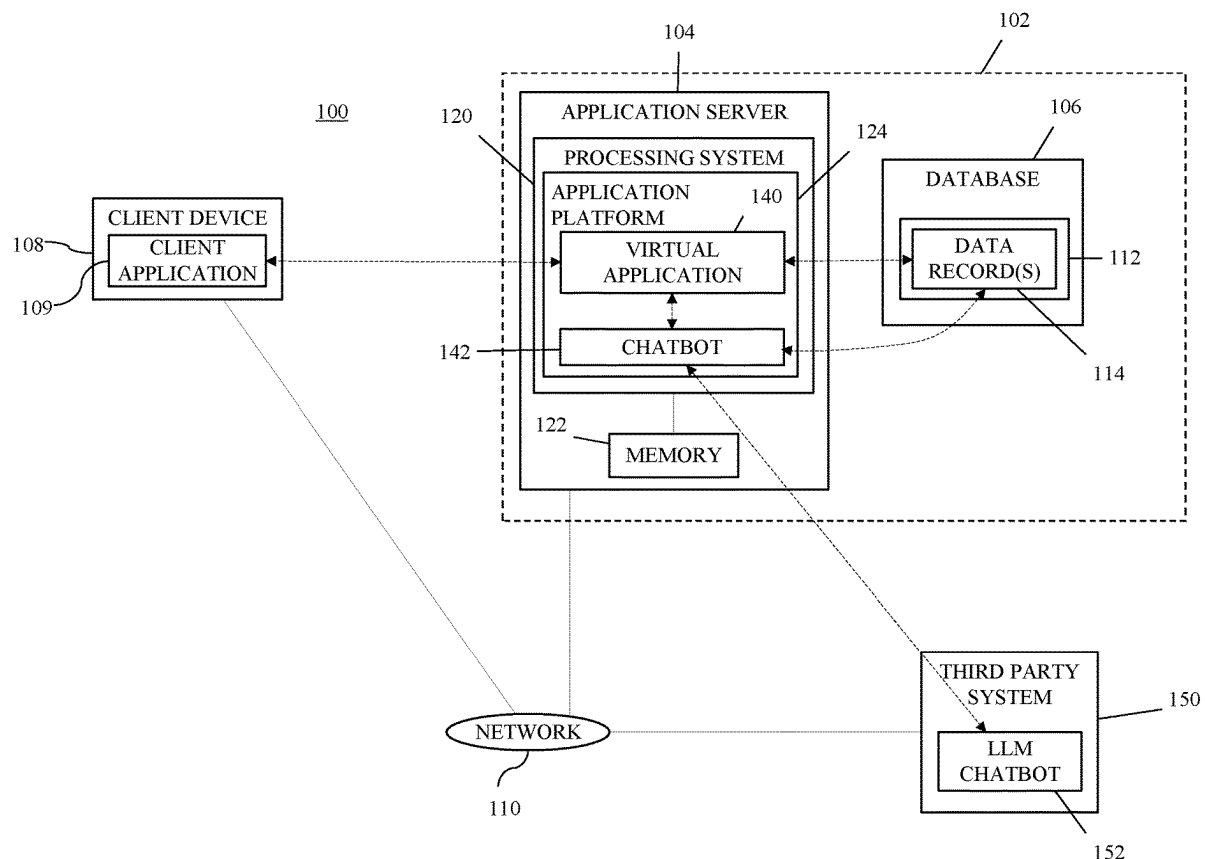 102
104
100
APPLICATION SERVER
120
124
106
PROCESSING SYSTEM
DATABASE
APPLICATION
PLATFORM
140
CLIENT DEVICE
108
CLIENT
APPLICATION
109
VIRTUAL
APPLICATION
DATA
RECORD(S)
112
142
CHATBOT
114
122
MEMORY
THIRD PARTY
SYSTEM
150
NETWORK
LLM
CHATBOT
110
152